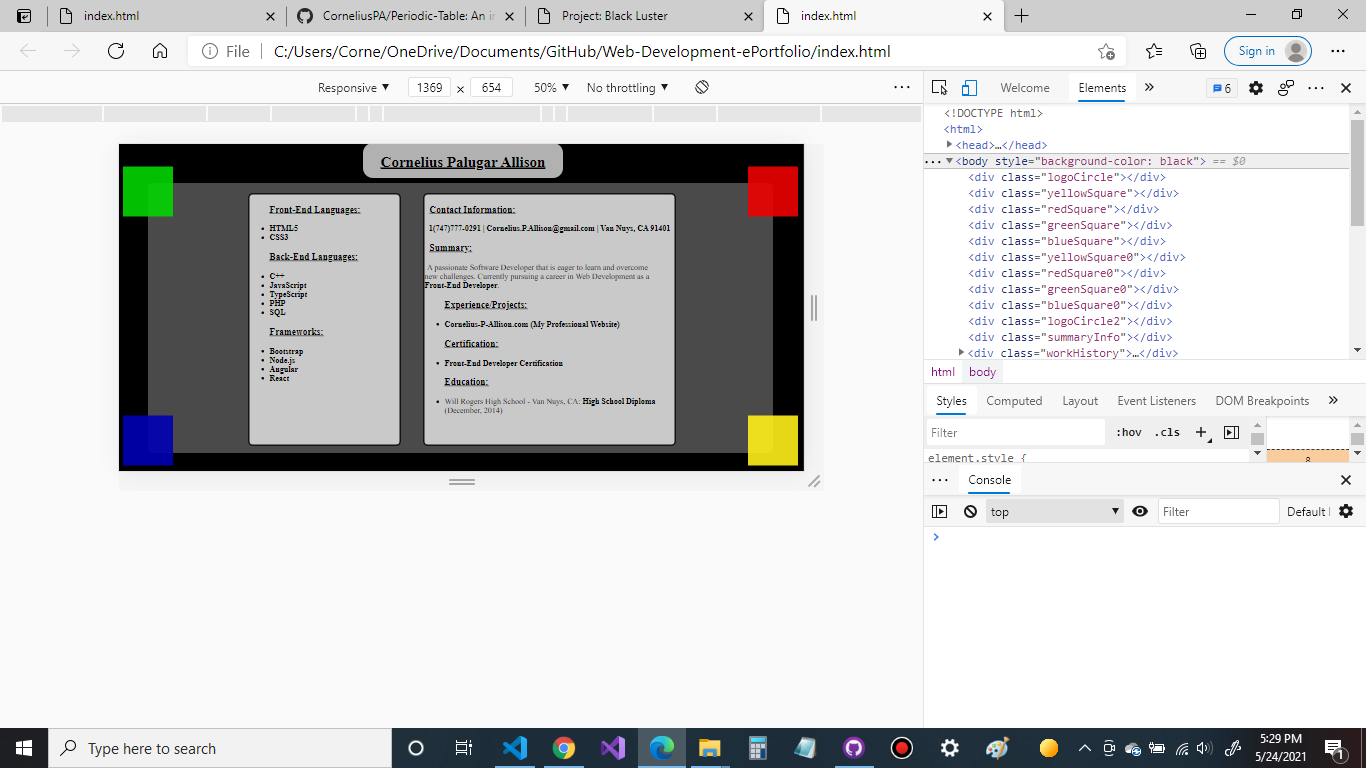 index.html
CorneliusPA/Periodic-Table: An in
Project: Black Luster
index.html
File
C:/Users/Corne/OneDrive/Documents/GitHub/Web-Development-ePortfolio/index.html
Sign in
Responsive
1369 × 654
50%
No throttling
Welcome
Elements
6
Cornelius Palugar Allison
Front-End Languages:
HTML5
CSS3
Back-End Languages:
C++
JavaScript
TypeScript
PHP
SQL
Frameworks:
Bootstrap
Node.js
Angular
React
Contact Information:
1(747)777-0291 | Cornelius.P.Allison@gmail.com | Van Nuys, CA 91401
Summary:
A passionate Software Developer that is eager to learn and overcome
new challenges. Currently pursuing a career in Web Development as a
Front-End Developer.
Experience/Projects:
Cornelius-P-Allison.com (My Professional Website)
Certification:
Front-End Developer Certification
Education:
Will Rogers High School - Van Nuys, CA: High School Diploma
(December, 2014)
<!DOCTYPE html>
<html>
<head>…</head>
<body style="background-color: black"> == $0
<div class="logoCircle"></div>
<div class="yellowSquare"></div>
<div class="redSquare"></div>
<div class="greenSquare"></div>
<div class="blueSquare"></div>
<div class="yellowSquare0"></div>
<div class="redSquare0"></div>
<div class="greenSquare0"></div>
<div class="blueSquare0"></div>
<div class="logoCircle2"></div>
<div class="summaryInfo"></div>
<div class="workHistory">…</div>
html body
Styles Computed Layout Event Listeners DOM Breakpoints
Filter
:hov .cls
element.style {
Console
top
Filter
Default
Type here to search
5:29 PM
5/24/2021
1